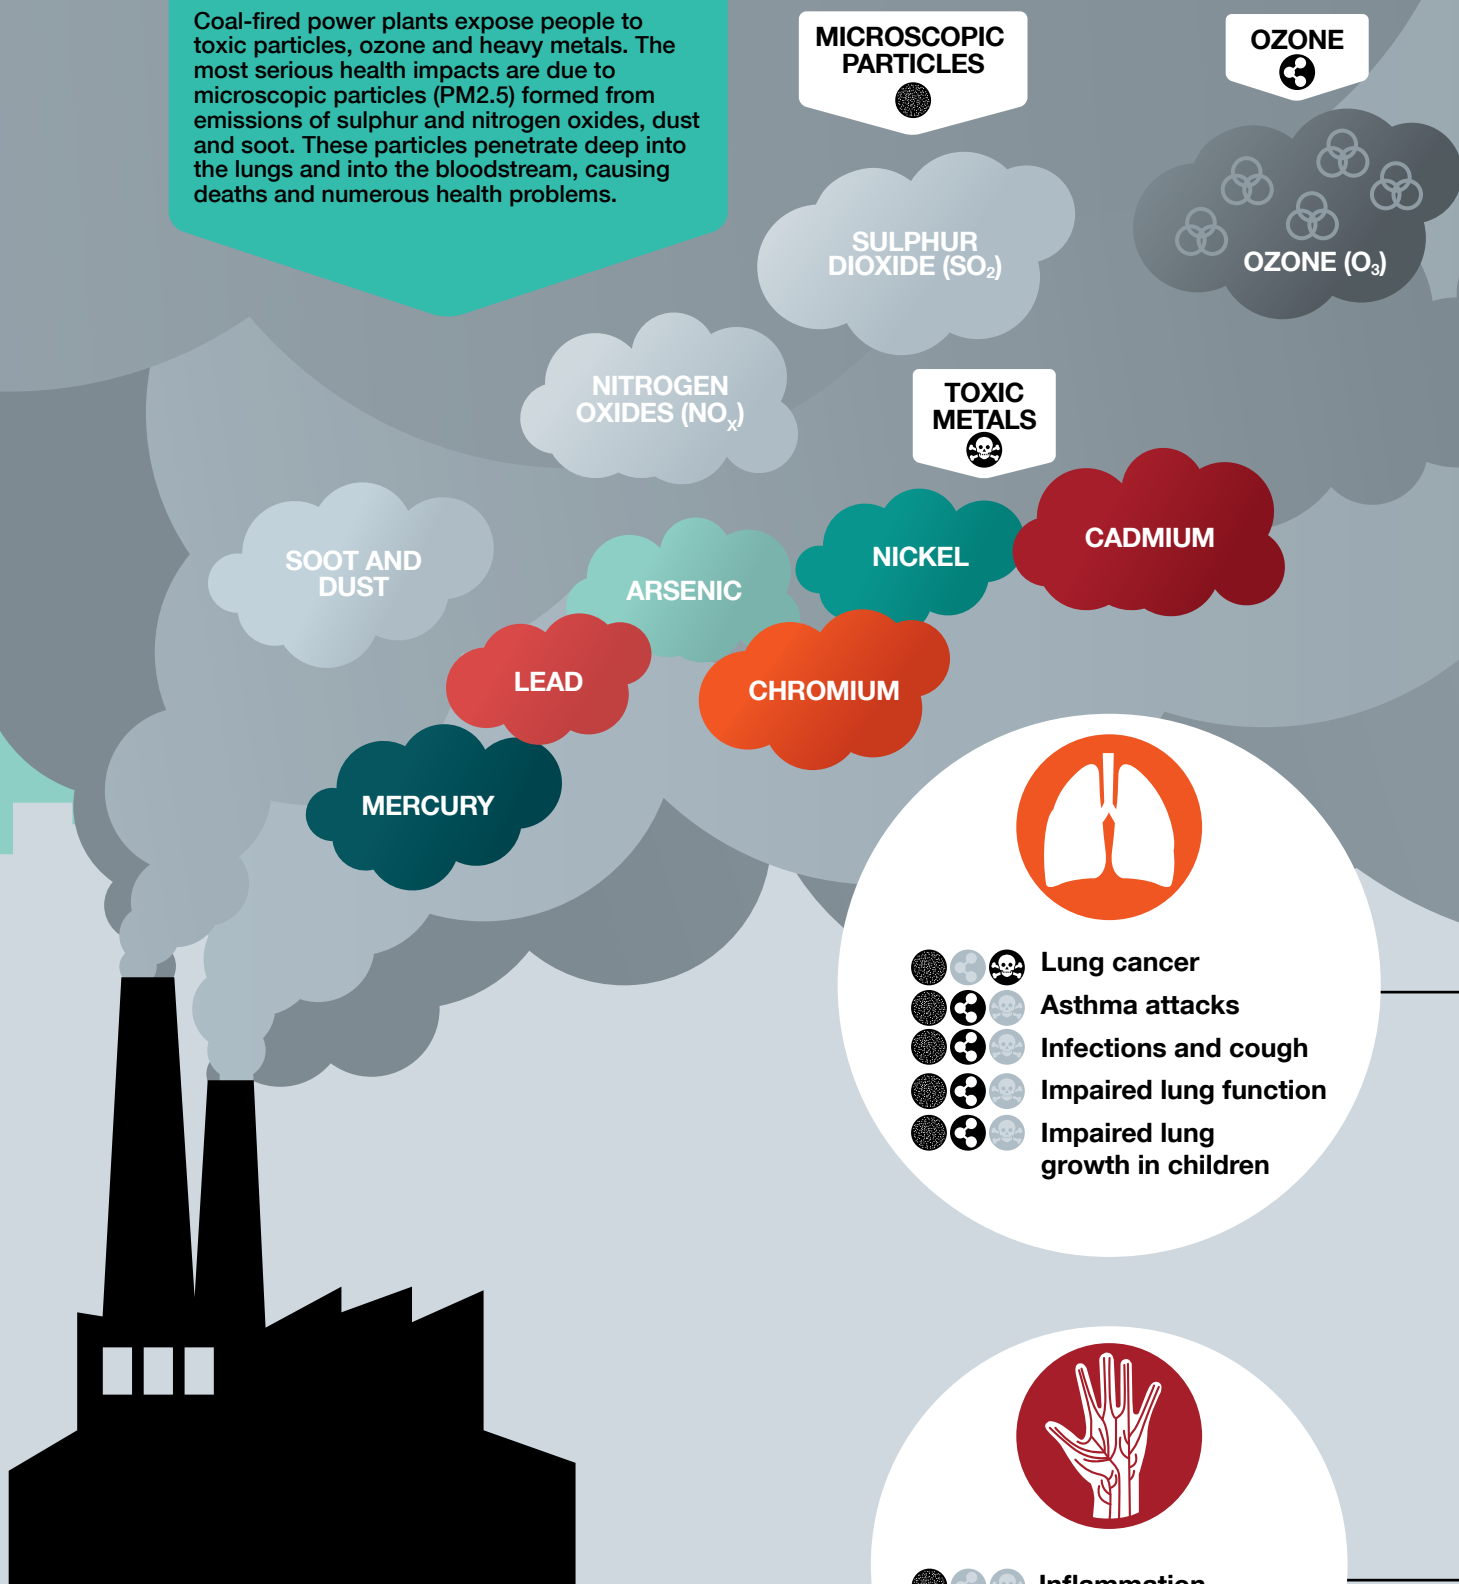 Coal-fired power plants expose people to
toxic particles, ozone and heavy metals. The
most serious health impacts are due to
microscopic particles (PM2.5) formed from
emissions of sulphur and nitrogen oxides, dust
and soot. These particles penetrate deep into
the lungs and into the bloodstream, causing
deaths and numerous health problems.
MICROSCOPIC
PARTICLES
OZONE
SULPHUR
DIOXIDE (SO₂)
OZONE (O₃)
NITROGEN
OXIDES (NOₓ)
TOXIC
METALS
SOOT AND
DUST
ARSENIC
NICKEL
CADMIUM
LEAD
CHROMIUM
MERCURY
Lung cancer
Asthma attacks
Infections and cough
Impaired lung function
Impaired lung
growth in children
Inflammation